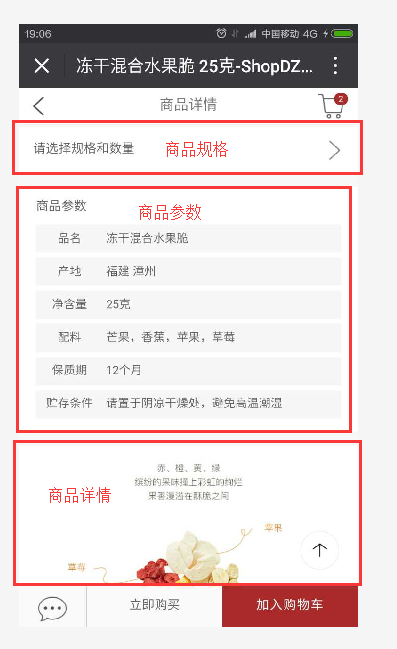 19:06 中国移动 4G
冻干混合水果脆 25克-ShopDZ...
商品详情 2
请选择规格和数量 商品规格
商品参数 商品参数
品名 冻干混合水果脆
产地 福建 漳州
净含量 25克
配料 芒果，香蕉，苹果，草莓
保质期 12个月
贮存条件 请置于阴凉干燥处，避免高温潮湿
赤、橙、黄、绿
缤纷的果味撞上彩虹的绚烂
商品详情
果香漫溢在酥脆之间
苹果
草莓
立即购买 加入购物车